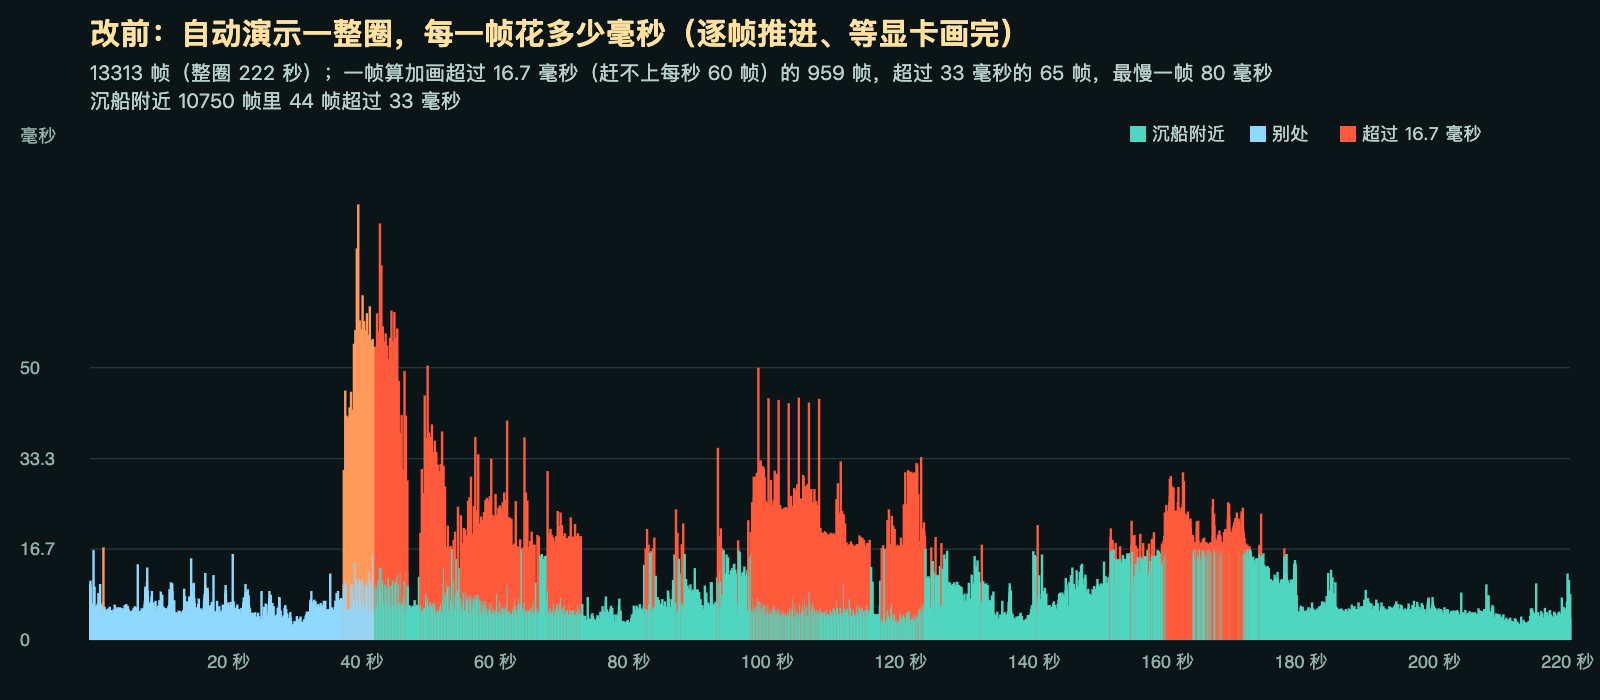 改前：自动演示一整圈，每一帧花多少毫秒（逐帧推进、等显卡画完）
13313 帧（整圈 222 秒）；一帧算加画超过 16.7 毫秒（赶不上每秒 60 帧）的 959 帧，超过 33 毫秒的 65 帧，最慢一帧 80 毫秒
沉船附近 10750 帧里 44 帧超过 33 毫秒
毫秒
沉船附近 别处 超过 16.7 毫秒
50
33.3
16.7
0
20 秒 40 秒 60 秒 80 秒 100 秒 120 秒 140 秒 160 秒 180 秒 200 秒 220 秒